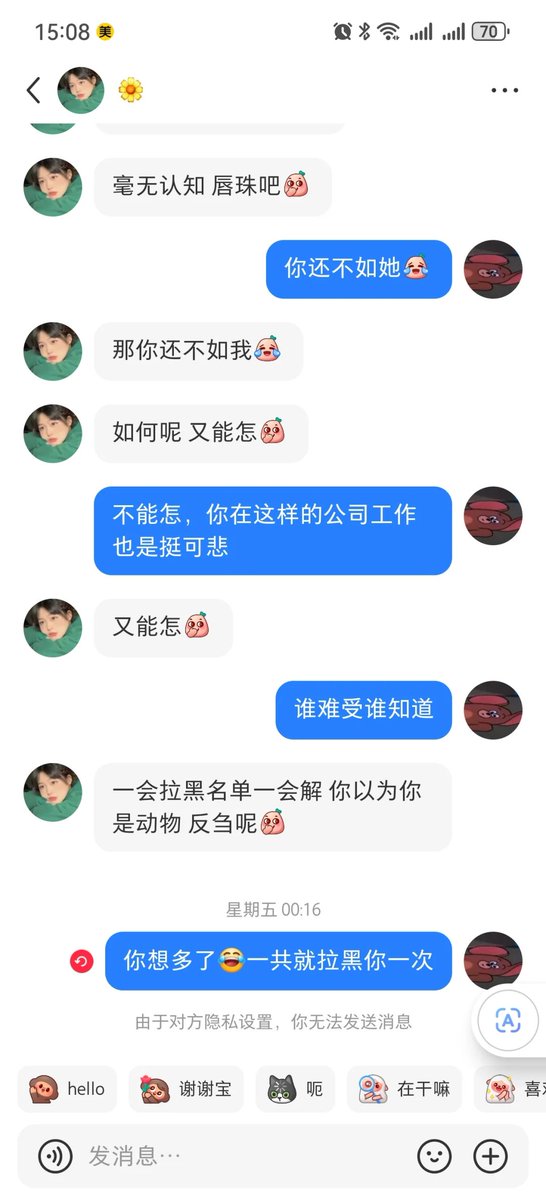 15:08 美 70
毫无认知 唇珠吧
你还不如她
那你还不如我
如何呢 又能怎
不能怎，你在这样的公司工作
也是挺可悲
又能怎
谁难受谁知道
一会拉黑名单一会解 你以为你
是动物 反刍呢
星期五 00:16
你想多了😂一共就拉黑你一次
由于对方隐私设置，你无法发送消息
A
hello 谢谢宝 呃 在干嘛 喜
发消息…